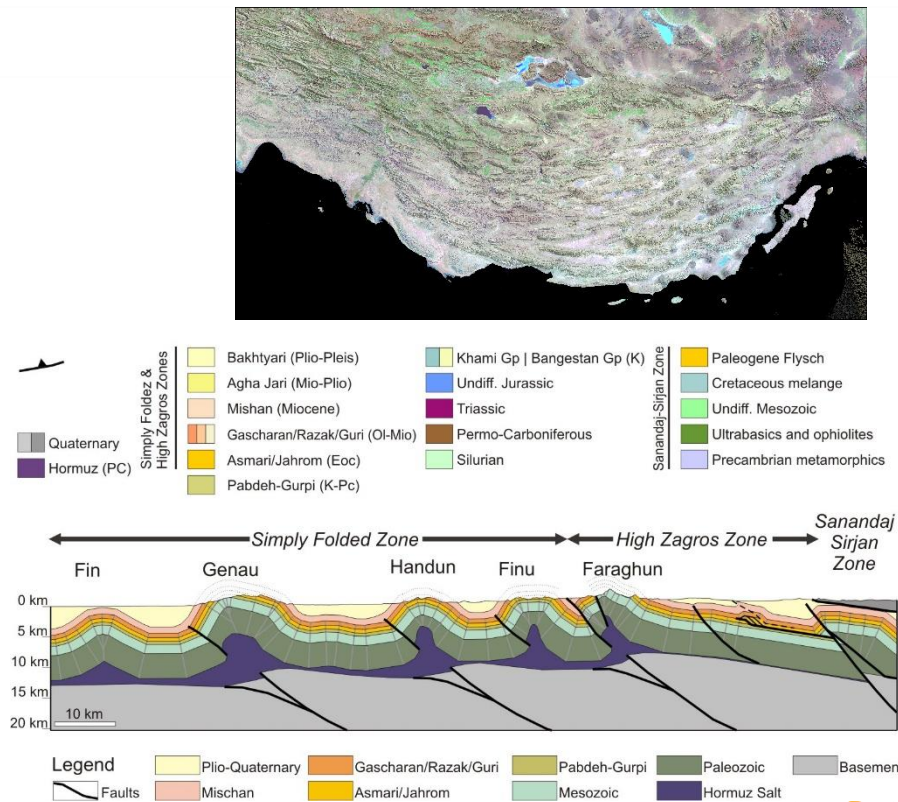 Simply Foldez &
High Zagros Zones
Bakhtyari (Plio-Pleis)
Agha Jari (Mio-Plio)
Mishan (Miocene)
Gascharan/Razak/Guri (Ol-Mio)
Asmari/Jahrom (Eoc)
Pabdeh-Gurpi (K-Pc)
Quaternary
Hormuz (PC)
Khami Gp | Bangestan Gp (K)
Undiff. Jurassic
Triassic
Permo-Carboniferous
Silurian
Sanandaj-Sirjan Zone
Paleogene Flysch
Cretaceous melange
Undiff. Mesozoic
Ultrabasics and ophiolites
Precambrian metamorphics
Simply Folded Zone
High Zagros Zone
Sanandaj
Sirjan
Zone
Fin
Genau
Handun
Finu
Faraghun
0 km
5 km
10 km
15 km
20 km
10 km
Legend
Faults
Plio-Quaternary
Mischan
Gascharan/Razak/Guri
Asmari/Jahrom
Pabdeh-Gurpi
Mesozoic
Paleozoic
Hormuz Salt
Basemen